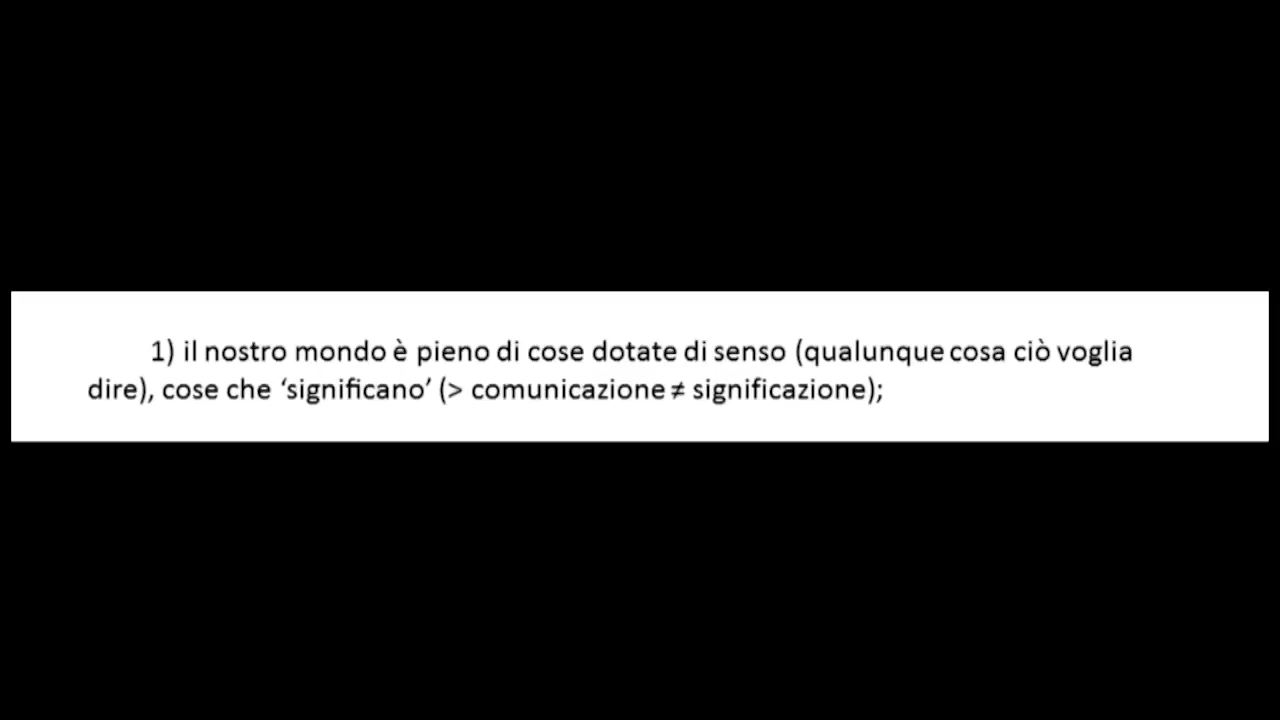 1) il nostro mondo è pieno di cose dotate di senso (qualunque cosa ciò voglia
dire), cose che ‘significano’ (> comunicazione ≠ significazione);